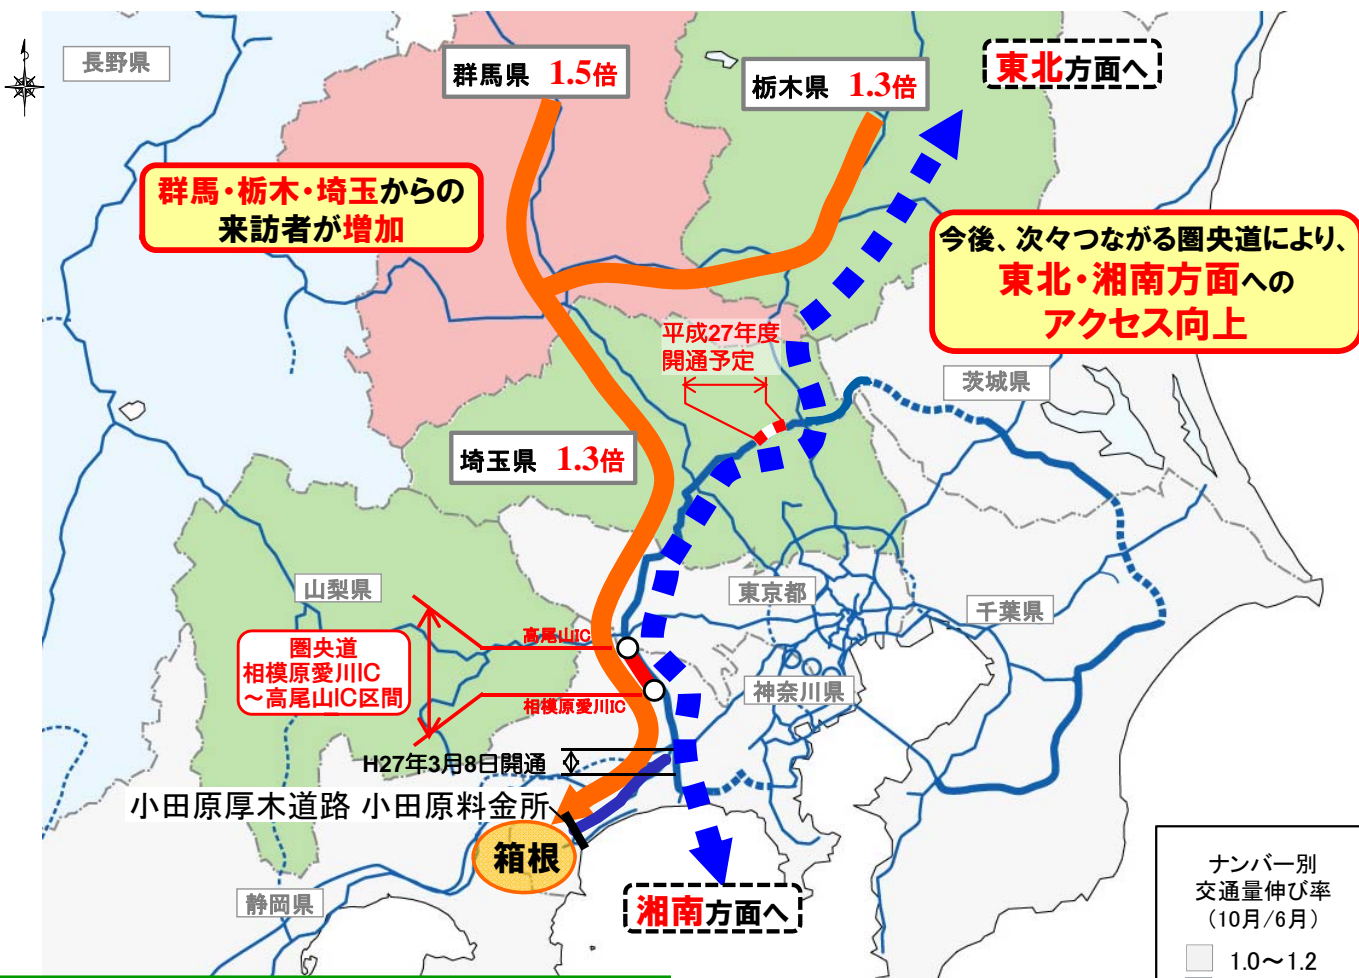 長野県
群馬県 1.5倍
栃木県 1.3倍
東北方面へ
群馬・栃木・埼玉からの
来訪者が増加
今後、次々つながる圏央道により、
東北・湘南方面への
アクセス向上
平成27年度
開通予定
茨城県
埼玉県 1.3倍
山梨県
東京都
千葉県
高尾山IC
圏央道
相模原愛川IC
～高尾山IC区間
神奈川県
相模原愛川IC
H27年3月8日開通
小田原厚木道路 小田原料金所
箱根
静岡県
湘南方面へ
ナンバー別
交通量伸び率
（10月/6月）
1.0～1.2